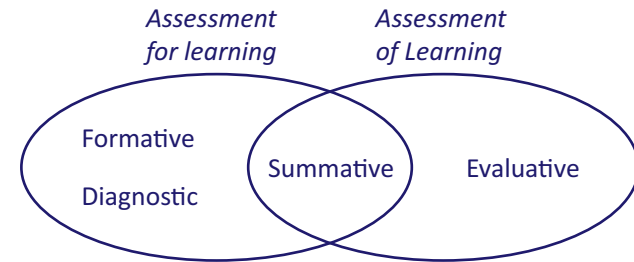 Assessment
for learning
Assessment
of Learning
Formative
Diagnostic
Summative
Evaluative